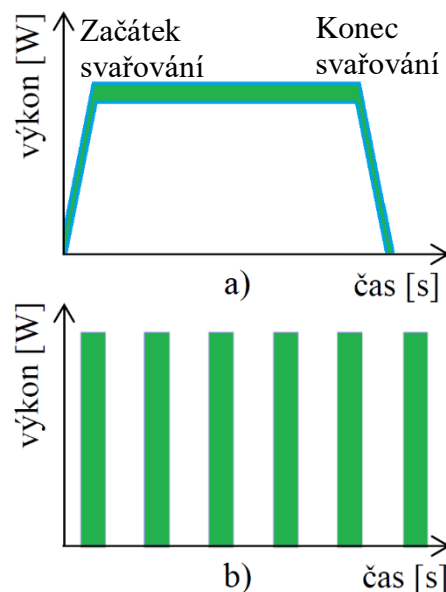 Začátek
svařování
Konec
svařování
výkon [W]
a)
čas [s]
výkon [W]
b)
čas [s]